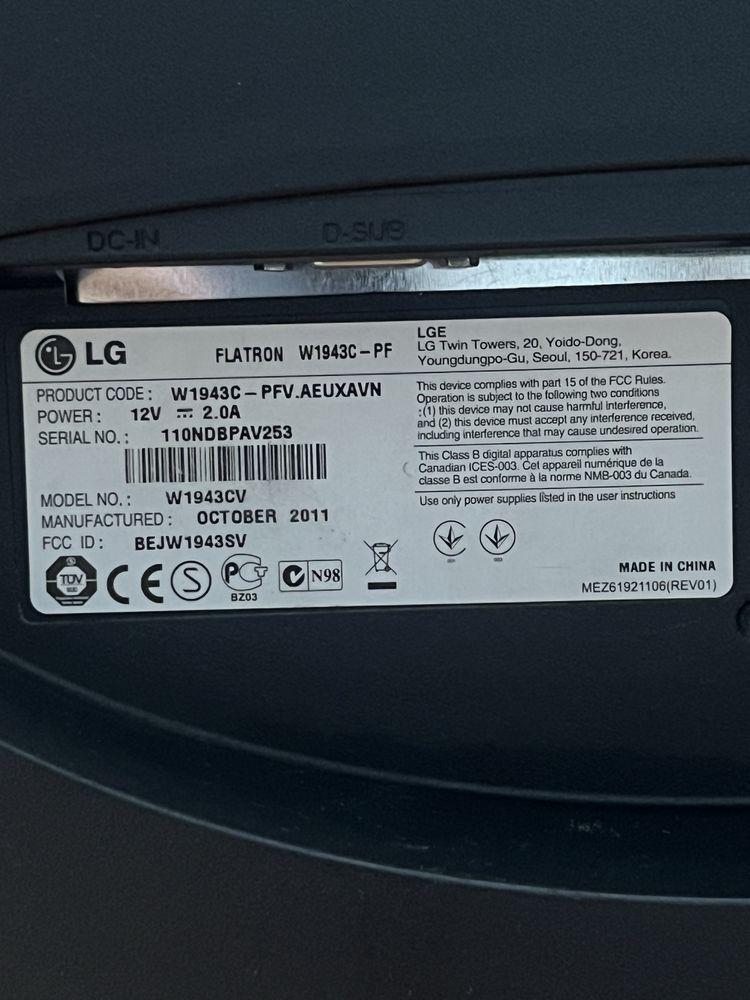 DC-IN
D-SUB
LG
FLATRON W1943C-PF
LGE
LG Twin Towers, 20, Yoido-Dong,
Youngdungpo-Gu, Seoul, 150-721, Korea.
PRODUCT CODE : W1943C-PFV.AEUXAVN
POWER : 12V ⎓ 2.0A
SERIAL NO. : 110NDBPAV253
MODEL NO. : W1943CV
MANUFACTURED : OCTOBER 2011
FCC ID : BEJW1943SV
TÜV
CE
S
PCT
BZ03
N98
This device complies with part 15 of the FCC Rules.
Operation is subject to the following two conditions
:(1) this device may not cause harmful interference,
and (2) this device must accept any interference received,
including interference that may cause undesired operation.
This Class B digital apparatus complies with
Canadian ICES-003. Cet appareil numérique de la
classe B est conforme à la norme NMB-003 du Canada.
Use only power supplies listed in the user instructions
MADE IN CHINA
MEZ61921106(REV01)